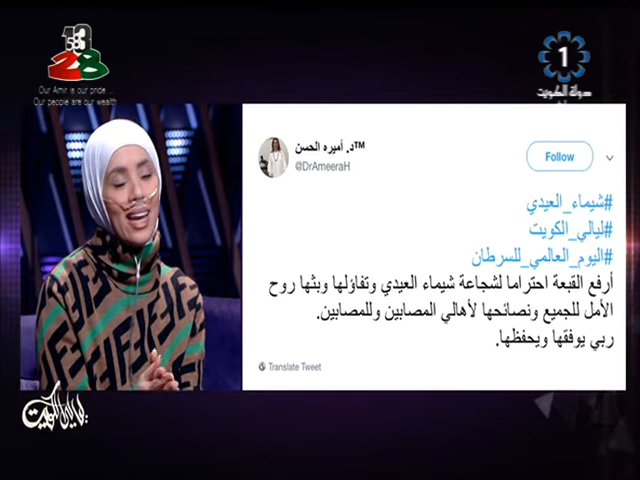 Our Amir is our pride ...
Our people are our wealth
1
دولة الكويت
د. أميره الحسن™
@DrAmeeraH
Follow
#شيماء_العيدي
#ليالي_الكويت
#اليوم_العالمي_للسرطان
أرفع القبعة احتراما لشجاعة شيماء العيدي وتفاؤلها وبثها روح
الأمل للجميع ونصائحها لأهالي المصابين وللمصابين.
ربي يوفقها ويحفظها.
Translate Tweet
ليالي الكويت